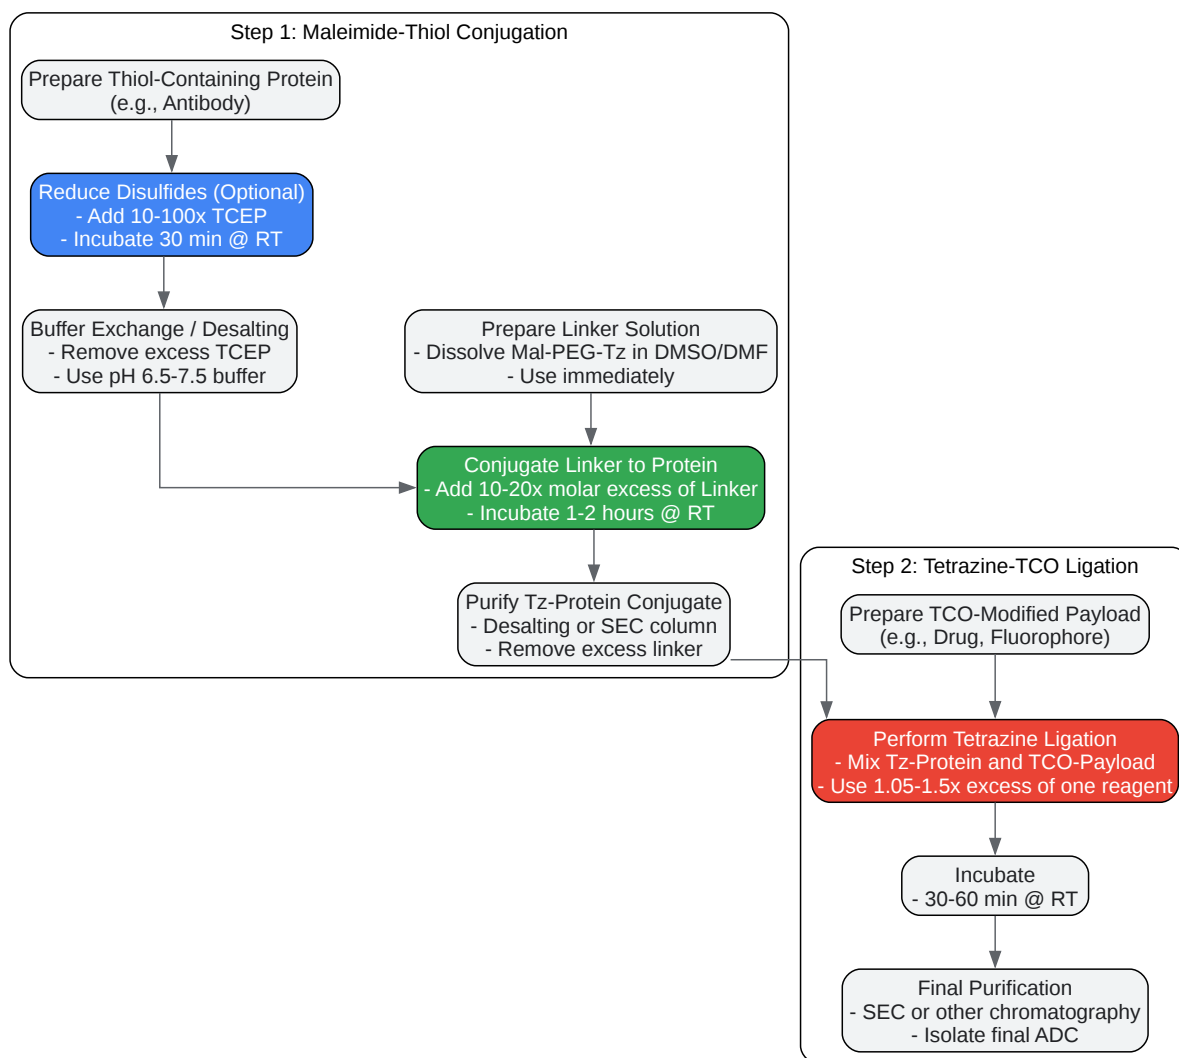 Step 1: Maleimide-Thiol Conjugation
Prepare Thiol-Containing Protein
(e.g., Antibody)
Reduce Disulfides (Optional)
- Add 10-100x TCEP
- Incubate 30 min @ RT
Buffer Exchange / Desalting
- Remove excess TCEP
- Use pH 6.5-7.5 buffer
Prepare Linker Solution
- Dissolve Mal-PEG-Tz in DMSO/DMF
- Use immediately
Conjugate Linker to Protein
- Add 10-20x molar excess of Linker
- Incubate 1-2 hours @ RT
Purify Tz-Protein Conjugate
- Desalting or SEC column
- Remove excess linker
Step 2: Tetrazine-TCO Ligation
Prepare TCO-Modified Payload
(e.g., Drug, Fluorophore)
Perform Tetrazine Ligation
- Mix Tz-Protein and TCO-Payload
- Use 1.05-1.5x excess of one reagent
Incubate
- 30-60 min @ RT
Final Purification
- SEC or other chromatography
- Isolate final ADC